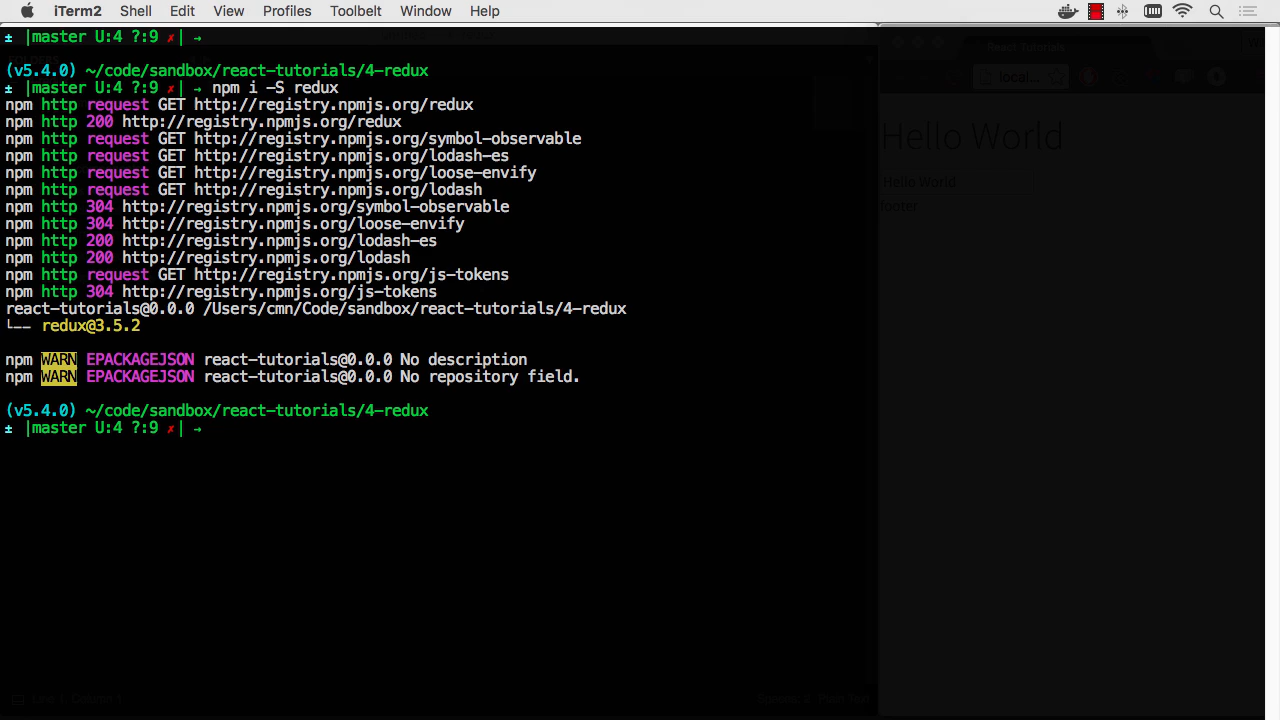 iTerm2 Shell Edit View Profiles Toolbelt Window Help
± |master U:4 ?:9 ✗| →
(v5.4.0) ~/code/sandbox/react-tutorials/4-redux
± |master U:4 ?:9 ✗| → npm i -S redux
npm http request GET http://registry.npmjs.org/redux
npm http 200 http://registry.npmjs.org/redux
npm http request GET http://registry.npmjs.org/symbol-observable
npm http request GET http://registry.npmjs.org/lodash-es
npm http request GET http://registry.npmjs.org/loose-envify
npm http request GET http://registry.npmjs.org/lodash
npm http 304 http://registry.npmjs.org/symbol-observable
npm http 304 http://registry.npmjs.org/loose-envify
npm http 200 http://registry.npmjs.org/lodash-es
npm http 200 http://registry.npmjs.org/lodash
npm http request GET http://registry.npmjs.org/js-tokens
npm http 304 http://registry.npmjs.org/js-tokens
react-tutorials@0.0.0 /Users/cmn/Code/sandbox/react-tutorials/4-redux
└── redux@3.5.2
npm WARN EPACKAGEJSON react-tutorials@0.0.0 No description
npm WARN EPACKAGEJSON react-tutorials@0.0.0 No repository field.
(v5.4.0) ~/code/sandbox/react-tutorials/4-redux
± |master U:4 ?:9 ✗| →
React Tutorials
local...
Hello World
Hello World
footer